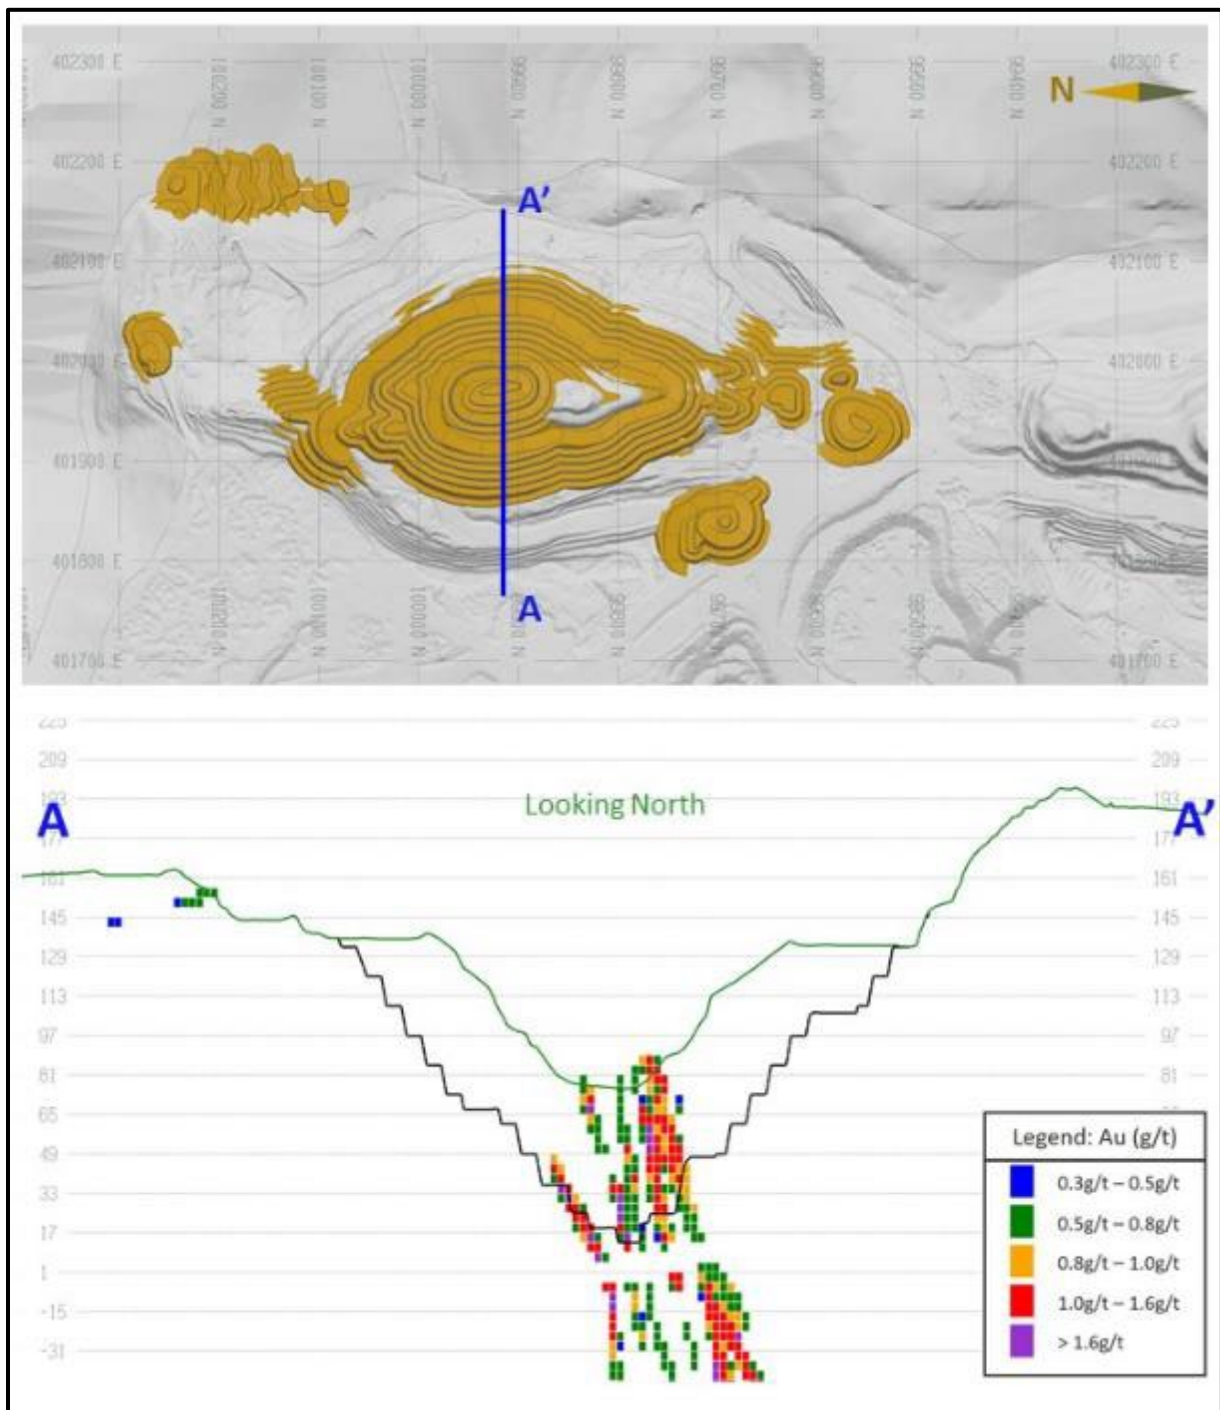 402300 E
402300 E
N
402200 E
402200 E
A'
402100 E
402100 E
402000 E
402000 E
401900 E
401800 E
401800 E
A
401700 E
401700 E
225
225
209
209
Looking North
193
193
A
A'
177
177
161
161
145
145
129
129
113
113
97
97
81
81
65
49
33
17
1
-15
-31
Legend: Au (g/t)
0.3g/t – 0.5g/t
0.5g/t – 0.8g/t
0.8g/t – 1.0g/t
1.0g/t – 1.6g/t
> 1.6g/t